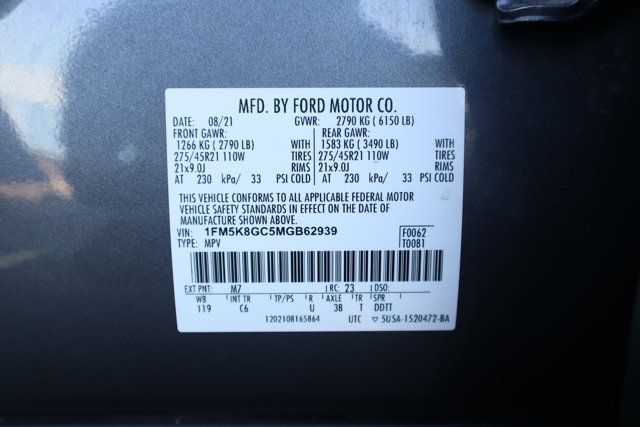 MFD. BY FORD MOTOR CO.
DATE: 08/21 GVWR: 2790 KG ( 6150 LB)
FRONT GAWR: REAR GAWR:
1266 KG ( 2790 LB) WITH 1583 KG ( 3490 LB) WITH
275/45R21 110W TIRES 275/45R21 110W TIRES
21x9.0J RIMS 21x9.0J RIMS
AT 230 kPa/ 33 PSI COLD AT 230 kPa/ 33 PSI COLD
THIS VEHICLE CONFORMS TO ALL APPLICABLE FEDERAL MOTOR
VEHICLE SAFETY STANDARDS IN EFFECT ON THE DATE OF
MANUFACTURE SHOWN ABOVE.
VIN: 1FM5K8GC5MGB62939 F0062
TYPE: MPV T0081
EXT PNT: M7 RC: 23 DSO:
WB INT TR TP/PS R AXLE TR SPR
119 C6 U 3B T DDTT
1202108165864 UTC ▽ 5U5A-1520472-BA